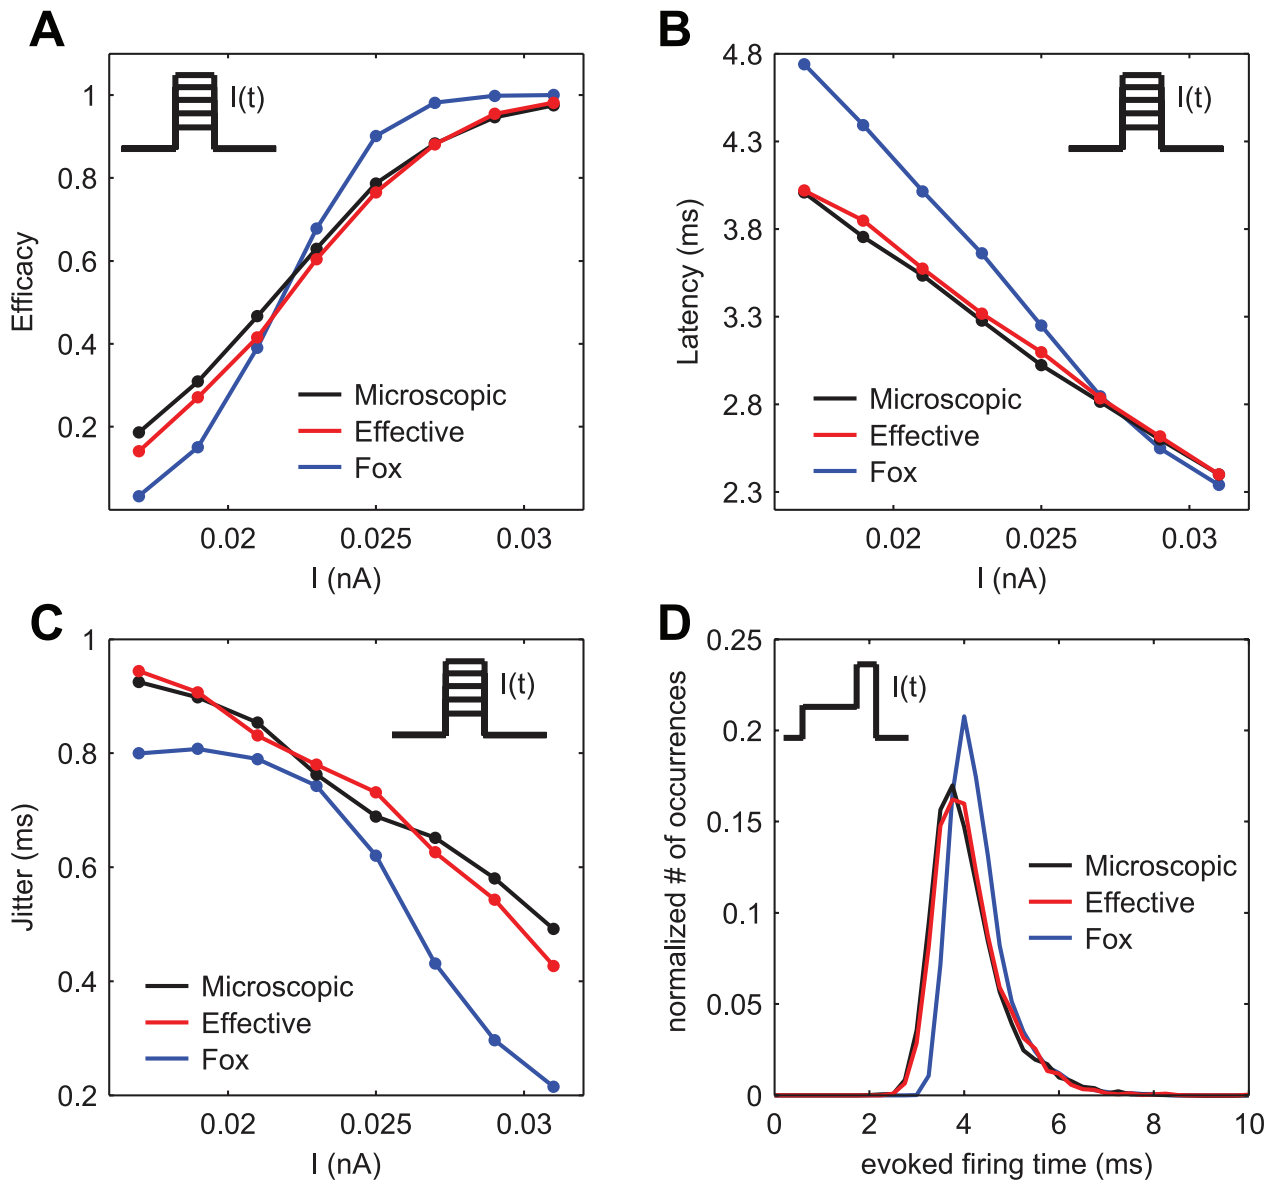 A
1
0.8
0.6
0.4
0.2
Efficacy
I(t)
Microscopic
Effective
Fox
0.02
0.025
0.03
I (nA)
B
4.8
4.3
3.8
3.3
2.8
2.3
Latency (ms)
I(t)
Microscopic
Effective
Fox
0.02
0.025
0.03
I (nA)
C
1
0.8
0.6
0.4
0.2
Jitter (ms)
I(t)
Microscopic
Effective
Fox
0.02
0.025
0.03
I (nA)
D
0.25
0.2
0.15
0.1
0.05
0
normalized # of occurrences
I(t)
Microscopic
Effective
Fox
0
2
4
6
8
10
evoked firing time (ms)